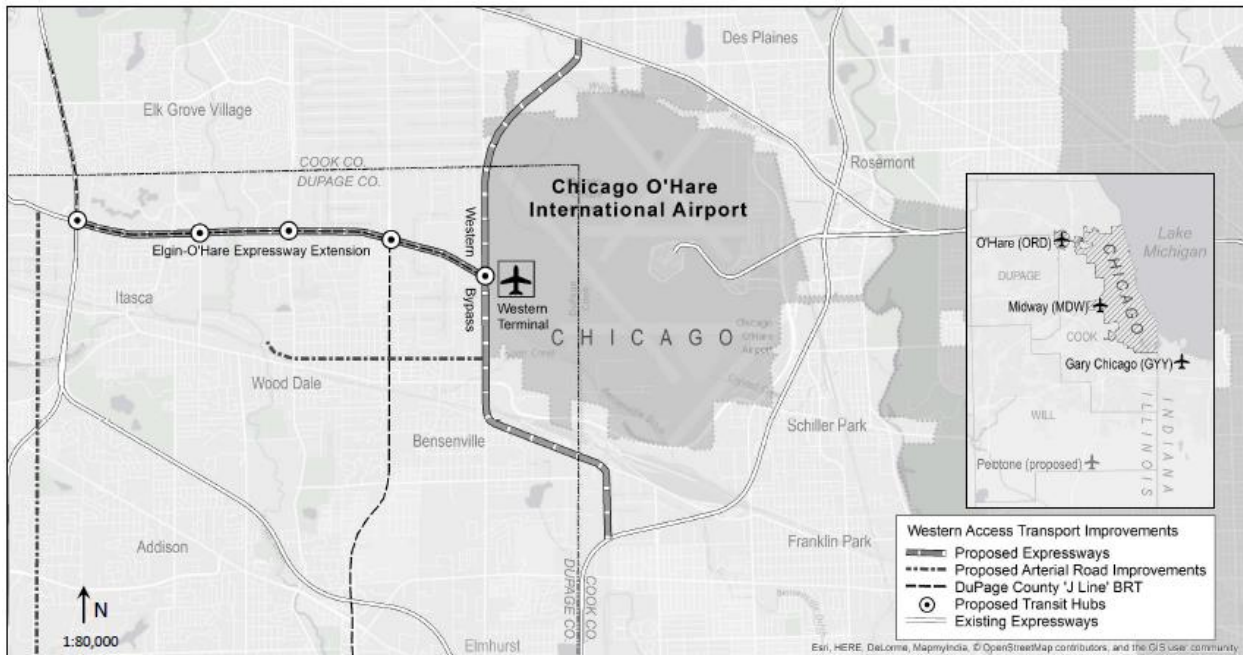 Des Plaines
Elk Grove Village
COOK CO.
DUPAGE CO.
Rosemont
Chicago O'Hare
International Airport
Western
Bypass
Elgin-O'Hare Expressway Extension
Western
Terminal
Itasca
CHICAGO
Chicago
O'Hare
Airport
Wood Dale
Bensenville
Schiller Park
Addison
Franklin Park
Elmhurst
COOK CO.
DUPAGE CO.
N
1:80,000
O'Hare (ORD)
Lake
Michigan
DUPAGE
CHICAGO
Midway (MDW)
COOK
Gary Chicago (GYY)
WILL
INDIANA
ILLINOIS
Peotone (proposed)
Western Access Transport Improvements
Proposed Expressways
Proposed Arterial Road Improvements
DuPage County 'J Line' BRT
Proposed Transit Hubs
Existing Expressways
Esri, HERE, DeLorme, MapmyIndia, © OpenStreetMap contributors, and the GIS user community